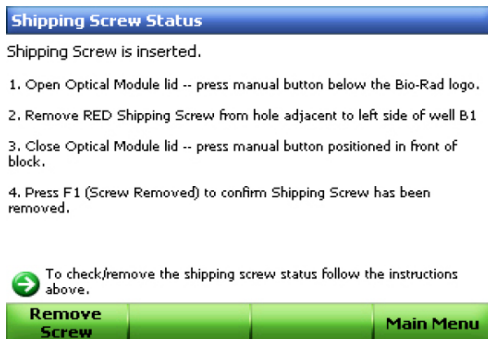 Shipping Screw Status
Shipping Screw is inserted.
1. Open Optical Module lid -- press manual button below the Bio-Rad logo.
2. Remove RED Shipping Screw from hole adjacent to left side of well B1
3. Close Optical Module lid -- press manual button positioned in front of
block.
4. Press F1 (Screw Removed) to confirm Shipping Screw has been
removed.
To check/remove the shipping screw status follow the instructions
above.
Remove
Screw
Main Menu